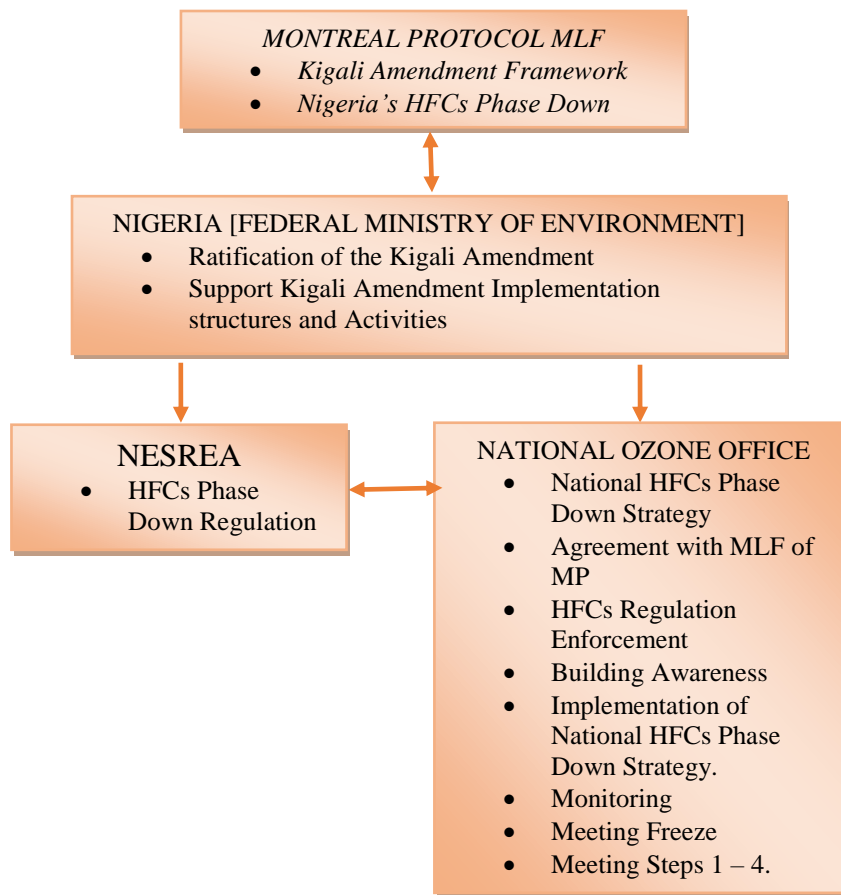 MONTREAL PROTOCOL MLF
• Kigali Amendment Framework
• Nigeria’s HFCs Phase Down
NIGERIA [FEDERAL MINISTRY OF ENVIRONMENT]
• Ratification of the Kigali Amendment
• Support Kigali Amendment Implementation
structures and Activities
NESREA
• HFCs Phase
Down Regulation
NATIONAL OZONE OFFICE
• National HFCs Phase
Down Strategy
• Agreement with MLF of
MP
• HFCs Regulation
Enforcement
• Building Awareness
• Implementation of
National HFCs Phase
Down Strategy.
• Monitoring
• Meeting Freeze
• Meeting Steps 1 – 4.